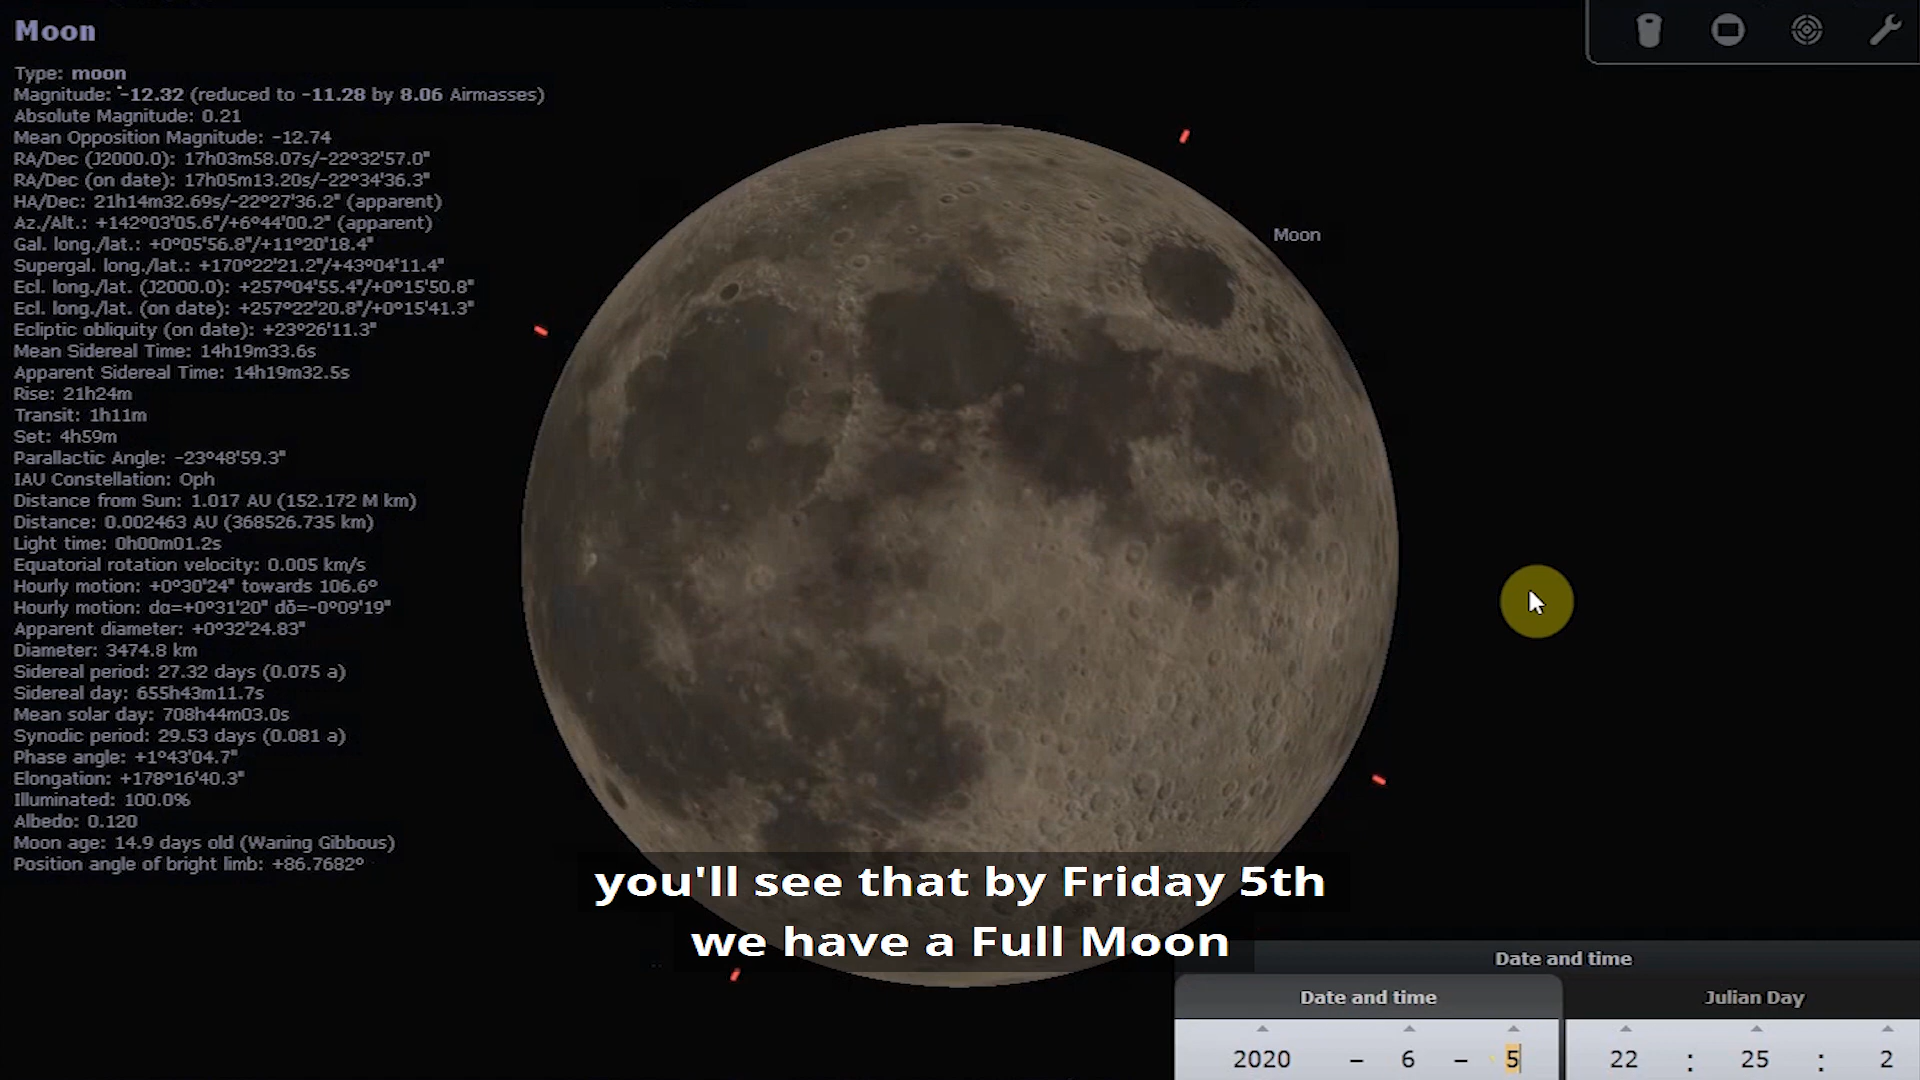 Moon
Type: moon
Magnitude: -12.32 (reduced to -11.28 by 8.06 Airmasses)
Absolute Magnitude: 0.21
Mean Opposition Magnitude: -12.74
RA/Dec (J2000.0): 17h03m58.07s/-22°32'57.0"
RA/Dec (on date): 17h05m13.20s/-22°34'36.3"
HA/Dec: 21h14m32.69s/-22°27'36.2" (apparent)
Az./Alt.: +142°03'05.6"/+6°44'00.2" (apparent)
Gal. long./lat.: +0°05'56.8"/+11°20'18.4"
Supergal. long./lat.: +170°22'21.2"/+43°04'11.4"
Ecl. long./lat. (J2000.0): +257°04'55.4"/+0°15'50.8"
Ecl. long./lat. (on date): +257°22'20.8"/+0°15'41.3"
Ecliptic obliquity (on date): +23°26'11.3"
Mean Sidereal Time: 14h19m33.6s
Apparent Sidereal Time: 14h19m32.5s
Rise: 21h24m
Transit: 1h11m
Set: 4h59m
Parallactic Angle: -23°48'59.3"
IAU Constellation: Oph
Distance from Sun: 1.017 AU (152.172 M km)
Distance: 0.002463 AU (368526.735 km)
Light time: 0h00m01.2s
Equatorial rotation velocity: 0.005 km/s
Hourly motion: +0°30'24" towards 106.6°
Hourly motion: dα=+0°31'20" dδ=-0°09'19"
Apparent diameter: +0°32'24.83"
Diameter: 3474.8 km
Sidereal period: 27.32 days (0.075 a)
Sidereal day: 655h43m11.7s
Mean solar day: 708h44m03.0s
Synodic period: 29.53 days (0.081 a)
Phase angle: +1°43'04.7"
Elongation: +178°16'40.3"
Illuminated: 100.0%
Albedo: 0.120
Moon age: 14.9 days old (Waning Gibbous)
Position angle of bright limb: +86.7682°
Moon
you'll see that by Friday 5th
we have a Full Moon
Date and time
Date and time
Julian Day
2020 - 6 - 5 22 : 25 : 2